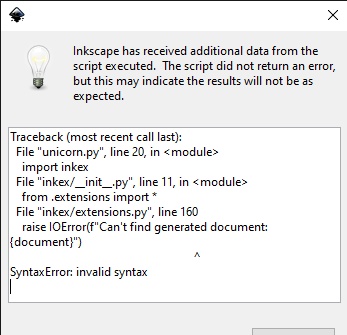 Inkscape has received additional data from the
script executed.  The script did not return an error,
but this may indicate the results will not be as
expected.
Traceback (most recent call last):
  File "unicorn.py", line 20, in <module>
    import inkex
  File "inkex/__init__.py", line 11, in <module>
    from .extensions import *
  File "inkex/extensions.py", line 160
    raise IOError(f"Can't find generated document:
{document}")
^
SyntaxError: invalid syntax